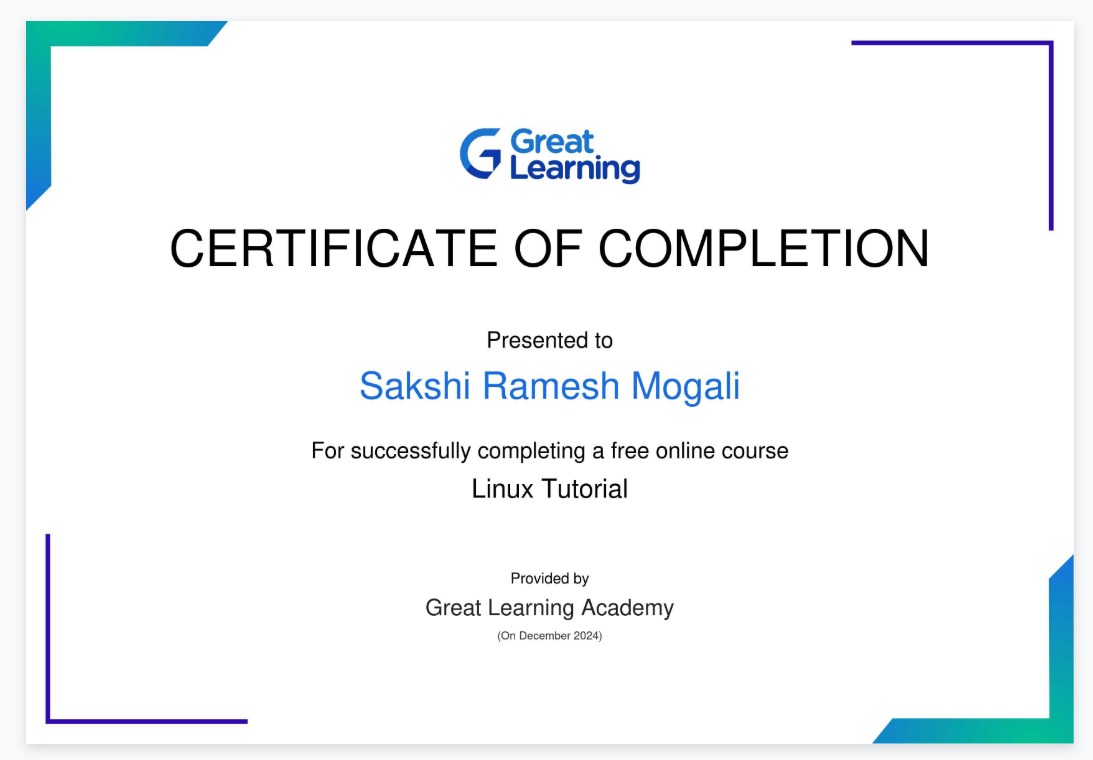 Great
Learning
CERTIFICATE OF COMPLETION
Presented to
Sakshi Ramesh Mogali
For successfully completing a free online course
Linux Tutorial
Provided by
Great Learning Academy
(On December 2024)